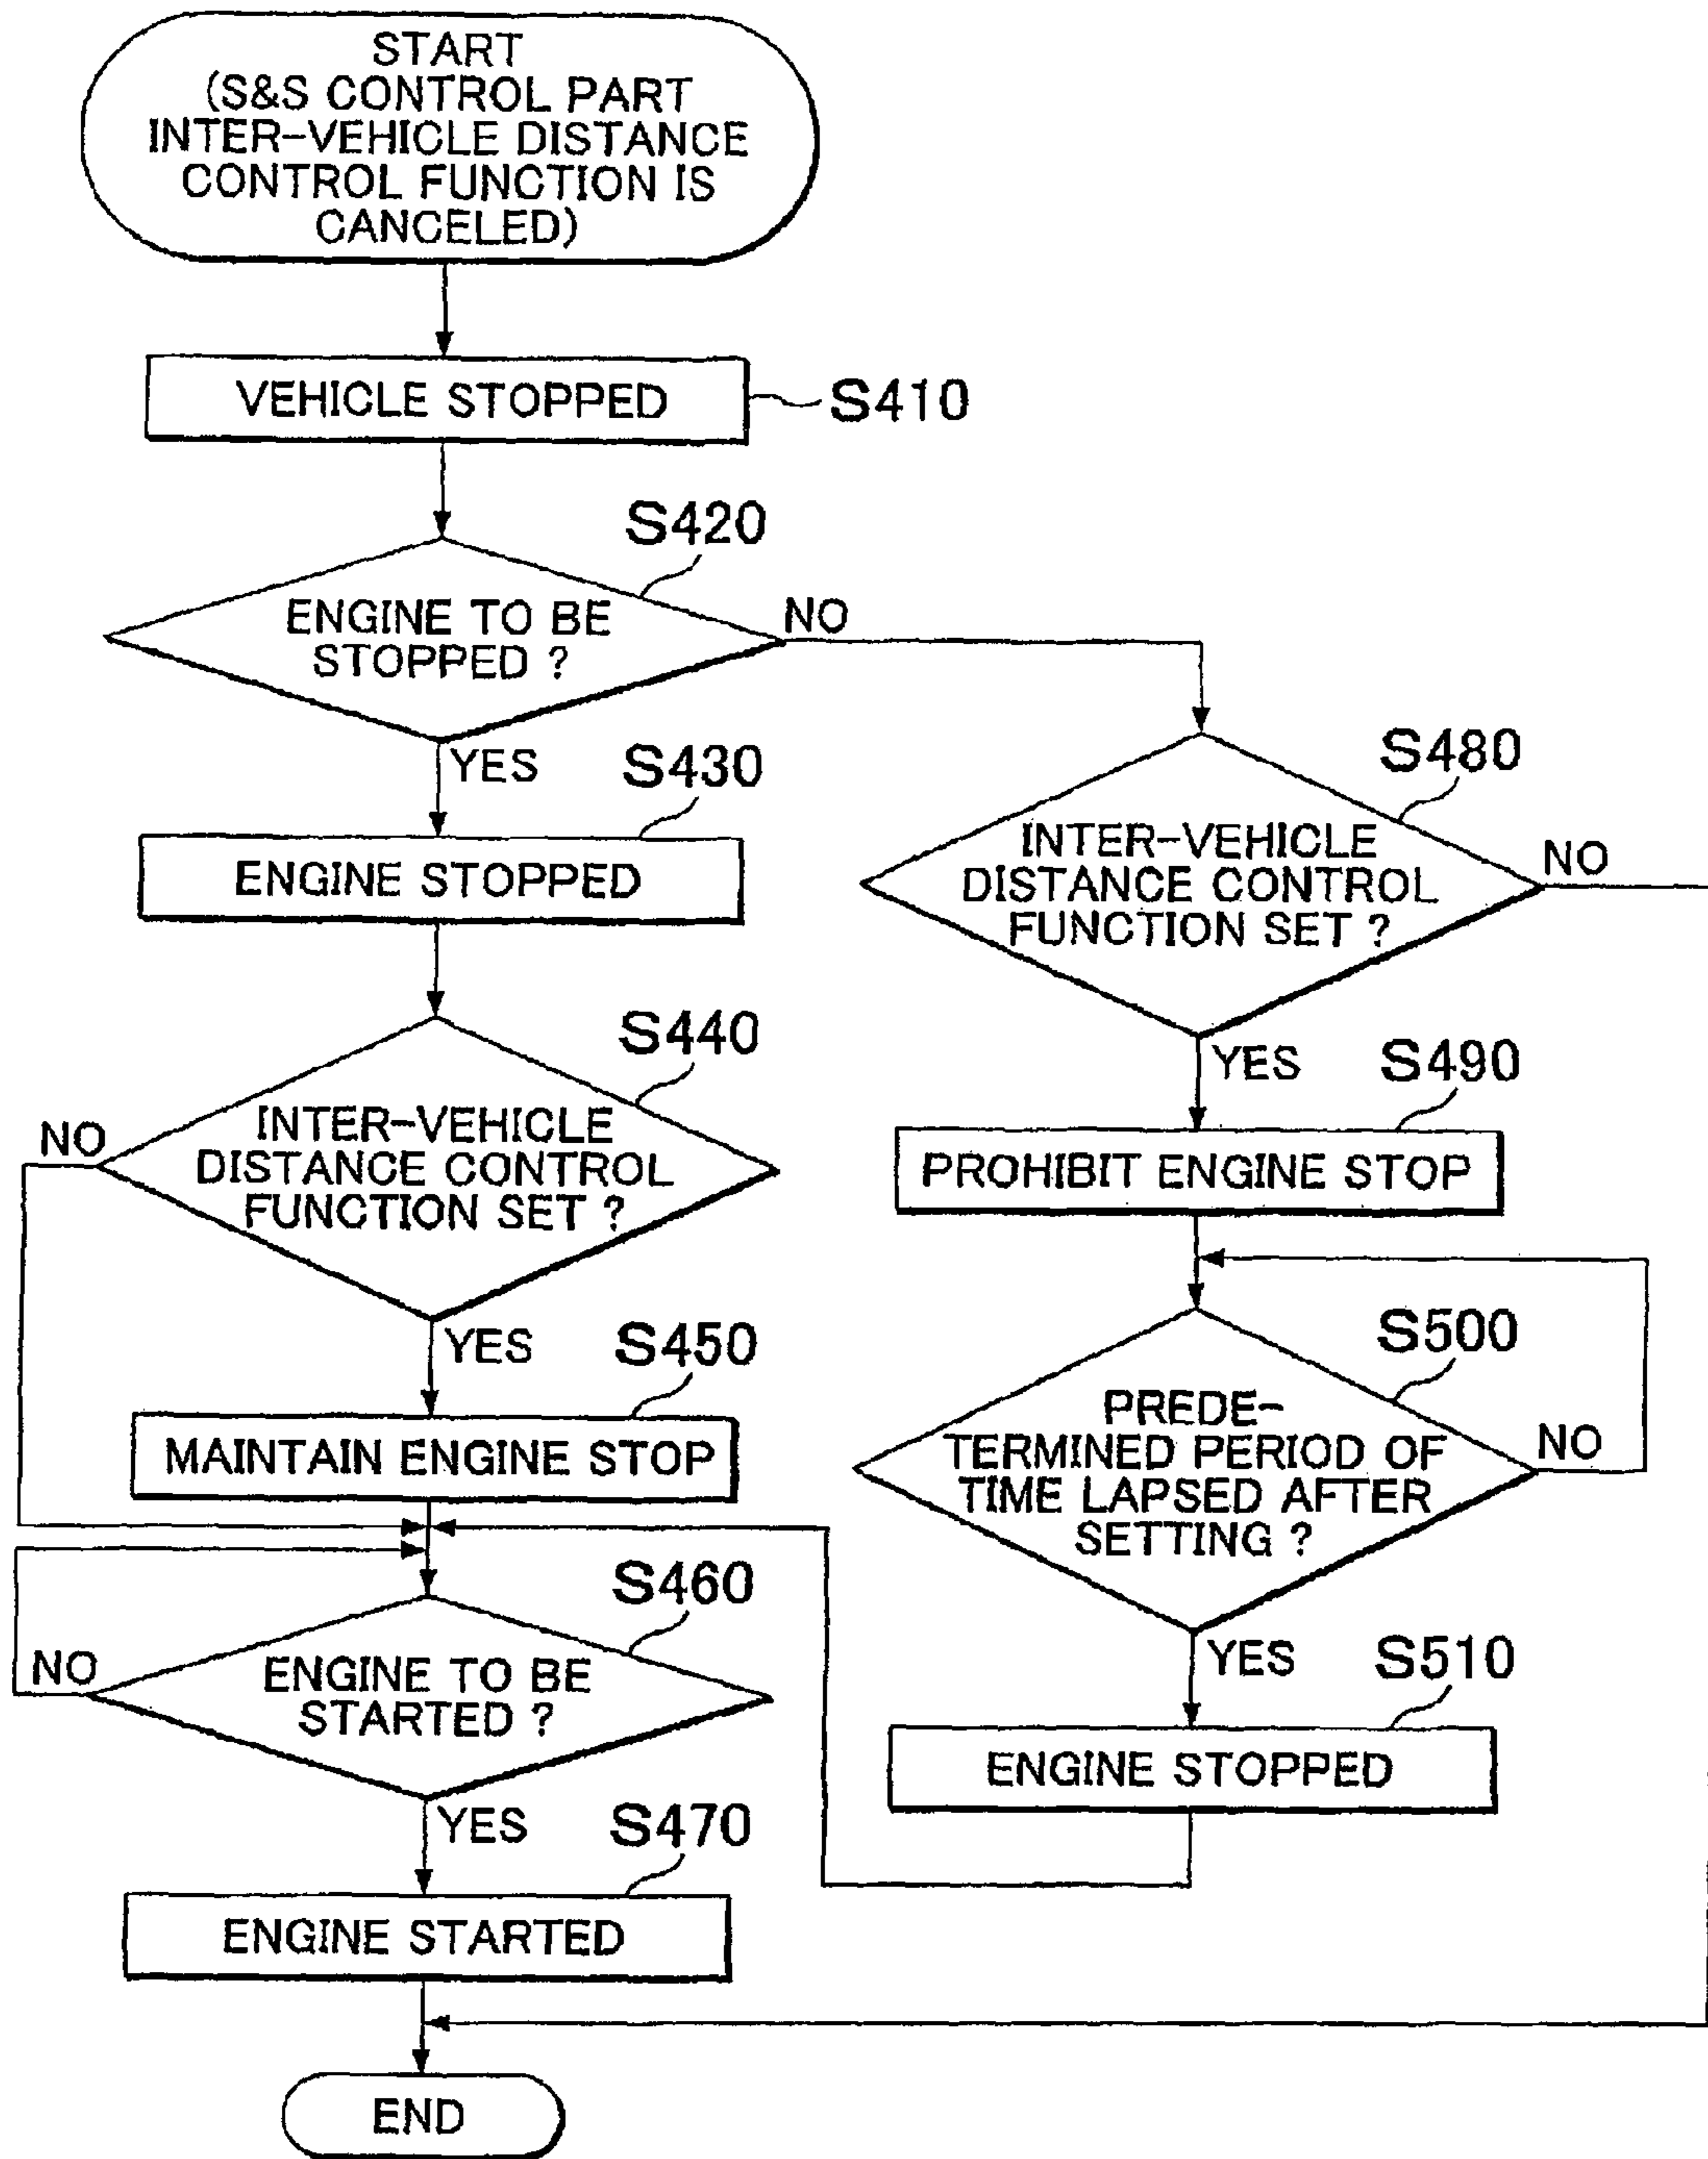 START
(S&S CONTROL PART
INTER-VEHICLE DISTANCE
CONTROL FUNCTION IS
CANCELED)
VEHICLE STOPPED
S410
S420
ENGINE TO BE
STOPPED ?
NO
YES
S430
ENGINE STOPPED
S440
INTER-VEHICLE
DISTANCE CONTROL
FUNCTION SET ?
NO
YES
S450
MAINTAIN ENGINE STOP
S460
ENGINE TO BE
STARTED ?
NO
YES
S470
ENGINE STARTED
END
S480
INTER-VEHICLE
DISTANCE CONTROL
FUNCTION SET ?
NO
YES
S490
PROHIBIT ENGINE STOP
S500
PREDE-
TERMINED PERIOD OF
TIME LAPSED AFTER
SETTING ?
NO
YES
S510
ENGINE STOPPED